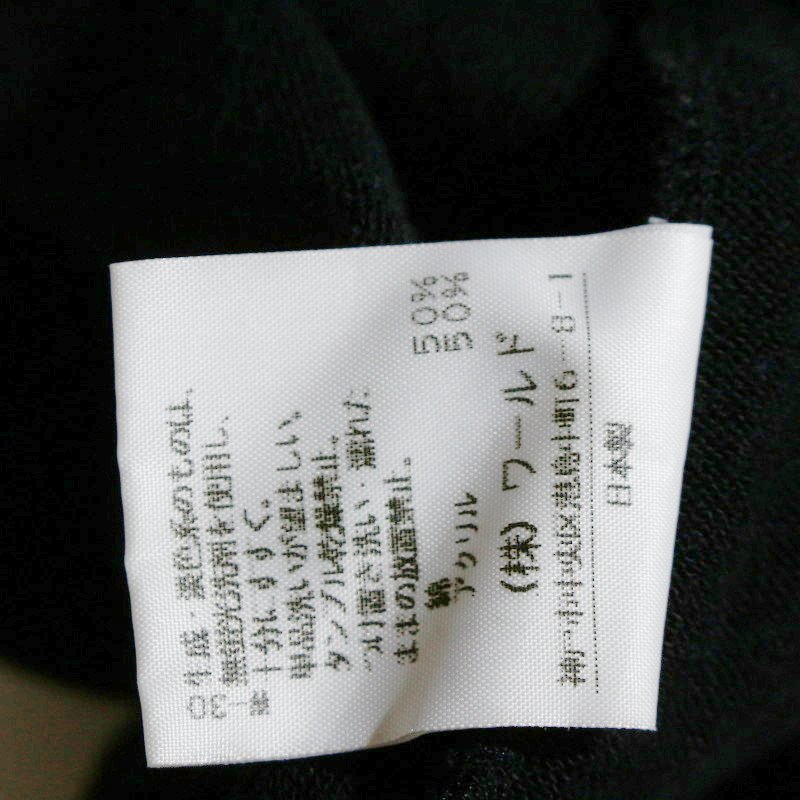 生成・淡色系のものは、
無蛍光洗剤を使用し、
十分にすすぐ。
単品洗いが望ましい。
タンブル乾燥禁止。
つけ置き洗い・濡れた
ままの放置禁止。
綿 50%
アクリル 50%
(株)ワールド
神戸市中央区港島中町6-8-1
日本製